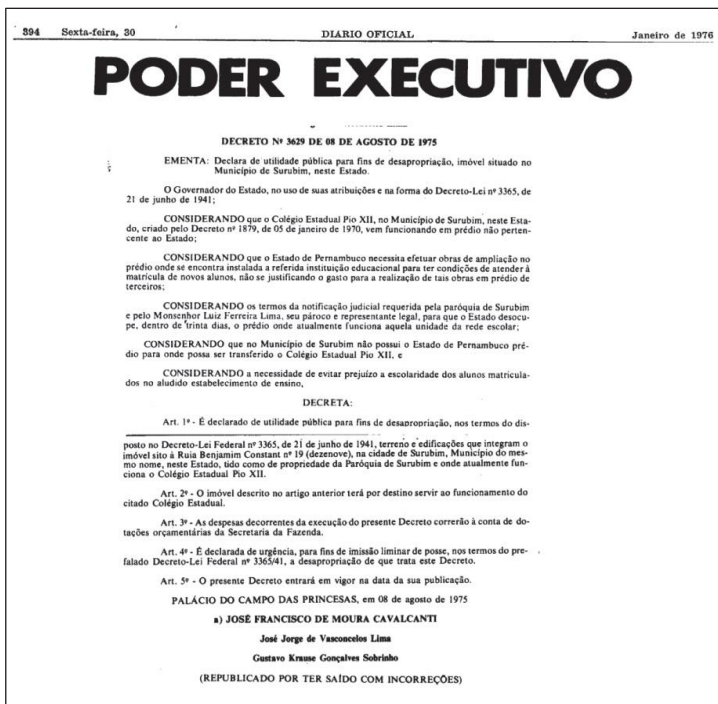 394 Sexta-feira, 30 DIARIO OFICIAL Janeiro de 1976
PODER EXECUTIVO
DECRETO Nº 3629 DE 08 DE AGOSTO DE 1975
EMENTA: Declara de utilidade pública para fins de desapropriação, imóvel situado no
Município de Surubim, neste Estado.
O Governador do Estado, no uso de suas atribuições e na forma do Decreto-Lei nº 3365, de
21 de junho de 1941;
CONSIDERANDO que o Colégio Estadual Pio XII, no Município de Surubim, neste Esta-
do, criado pelo Decreto nº 1879, de 05 de janeiro de 1970, vem funcionando em prédio não perten-
cente ao Estado;
CONSIDERANDO que o Estado de Pernambuco necessita efetuar obras de ampliação no
prédio onde se encontra instalada a referida instituição educacional para ter condições de atender à
matrícula de novos alunos, não se justificando o gasto para a realização de tais obras em prédio de
terceiros;
CONSIDERANDO os termos da notificação judicial requerida pela paróquia de Surubim
e pelo Monsenhor Luiz Ferreira Lima, seu pároco e representante legal, para que o Estado desocu-
pe, dentro de trinta dias, o prédio onde atualmente funciona aquela unidade da rede escolar;
CONSIDERANDO que no Município de Surubim não possui o Estado de Pernambuco pré-
dio para onde possa ser transferido o Colégio Estadual Pio XII, e
CONSIDERANDO a necessidade de evitar prejuízo a escolaridade dos alunos matricula-
dos no aludido estabelecimento de ensino,
DECRETA:
Art. 1º - É declarado de utilidade pública para fins de desapropriação, nos termos do dis-
posto no Decreto-Lei Federal nº 3365, de 21 de junho de 1941, terreno e edificações que integram o
imóvel sito à Ruia Benjamim Constant nº 19 (dezenove), na cidade de Surubim, Município do mes-
mo nome, neste Estado, tido como de propriedade da Paróquia de Surubim e onde atualmente fun-
ciona o Colégio Estadual Pio XII.
Art. 2º - O imóvel descrito no artigo anterior terá por destino servir ao funcionamento do
citado Colégio Estadual.
Art. 3º - As despesas decorrentes da execução do presente Decreto correrão à conta de do-
tações orçamentárias da Secretaria da Fazenda.
Art. 4º - É declarada de urgência, para fins de imissão liminar de posse, nos termos do pre-
falado Decreto-Lei Federal nº 3365/41, a desapropriação de que trata este Decreto.
Art. 5º - O presente Decreto entrará em vigor na data da sua publicação.
PALÁCIO DO CAMPO DAS PRINCESAS, em 08 de agosto de 1975
a) JOSÉ FRANCISCO DE MOURA CAVALCANTI
José Jorge de Vasconcelos Lima
Gustavo Krause Gonçalves Sobrinho
(REPUBLICADO POR TER SAÍDO COM INCORREÇÕES)